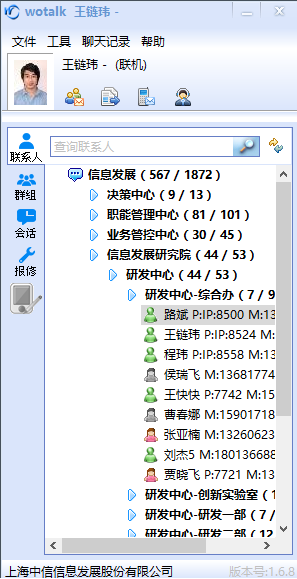 wotalk 王链玮 -
文件 工具 聊天记录 帮助
王链玮 - (联机)
联系人
群组
会话
报修
查询联系人
信息发展 ( 567 / 1872 )
决策中心 ( 9 / 13 )
职能管理中心 ( 81 / 101 )
业务管控中心 ( 30 / 45 )
信息发展研究院 ( 44 / 53 )
研发中心 ( 44 / 53 )
研发中心-综合办 ( 7 / 9
路斌 P:IP:8500 M:13
王链玮 P:IP:8524 M:
程玮 P:IP:8558 M:13
侯瑞飞 M:13681774
王快快 P:7742 M:15
曹春娜 M:15901718
张亚楠 M:13260623
刘杰5 M:180136688
贾晓飞 P:7721 M:13
研发中心-创新实验室 ( 1
研发中心-研发一部 ( 7 /
研发中心-研发二部 ( 12
上海中信信息发展股份有限公司 版本号:1.6.8